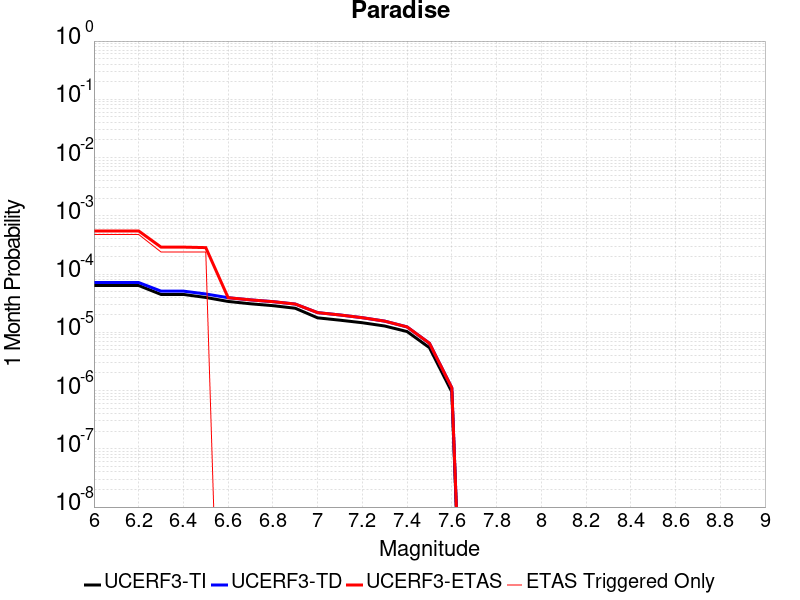 Paradise
10^0
10^-1
10^-2
10^-3
10^-4
10^-5
10^-6
10^-7
10^-8
1 Month Probability
6 6.2 6.4 6.6 6.8 7 7.2 7.4 7.6 7.8 8 8.2 8.4 8.6 8.8 9
Magnitude
UCERF3-TI UCERF3-TD UCERF3-ETAS ETAS Triggered Only